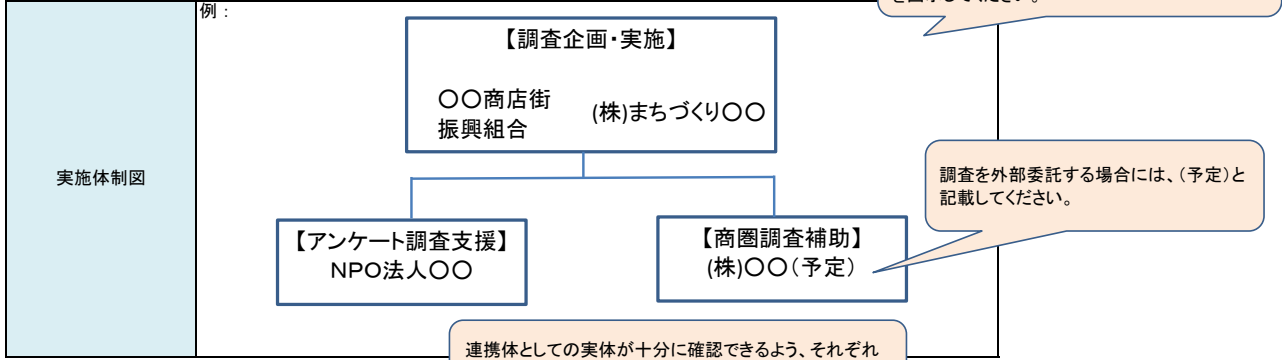 例：
【調査企画・実施】
〇〇商店街
振興組合
(株)まちづくり〇〇
実施体制図
調査を外部委託する場合には、(予定)と
記載してください。
【アンケート調査支援】
NPO法人〇〇
【商圏調査補助】
(株)〇〇(予定)
連携体としての実体が十分に確認できるよう、それぞれ